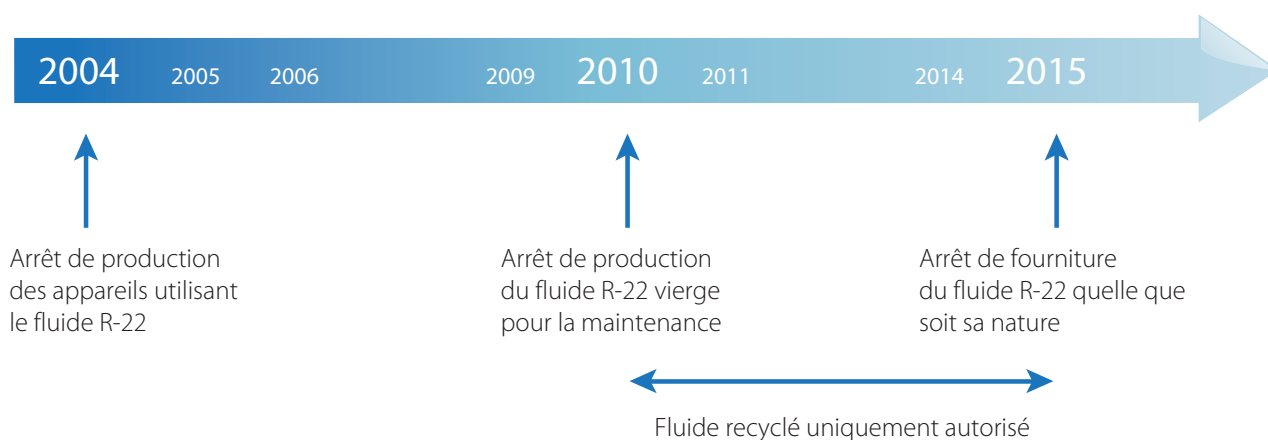 2004 2005 2006 2009 2010 2011 2014 2015
Arrêt de production
des appareils utilisant
le fluide R-22
Arrêt de production
du fluide R-22 vierge
pour la maintenance
Arrêt de fourniture
du fluide R-22 quelle que
soit sa nature
Fluide recyclé uniquement autorisé